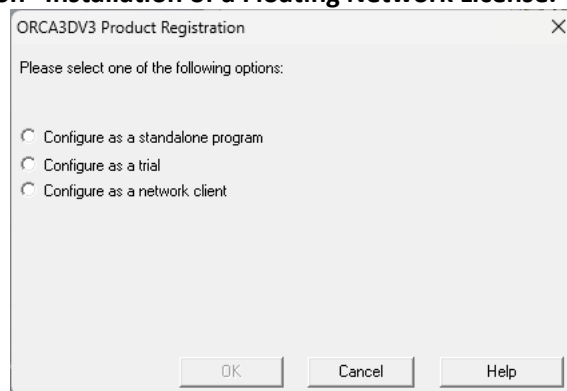 on - Installation of a Floating Network License.
ORCA3DV3 Product Registration
Please select one of the following options:
Configure as a standalone program
Configure as a trial
Configure as a network client
OK Cancel Help